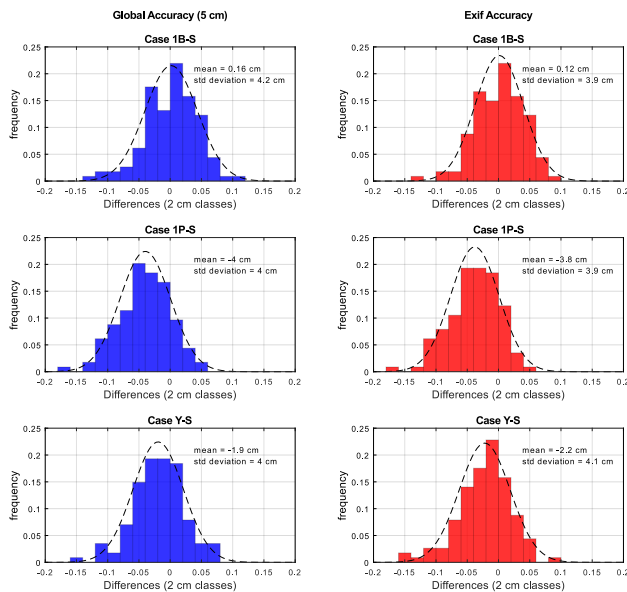 Global Accuracy (5 cm)
Exif Accuracy
Case 1B-S
mean = 0.16 cm
std deviation = 4.2 cm
frequency
0.25
0.2
0.15
0.1
0.05
0
-0.2 -0.15 -0.1 -0.05 0 0.05 0.1 0.15 0.2
Differences (2 cm classes)
Case 1B-S
mean = 0.12 cm
std deviation = 3.9 cm
frequency
0.25
0.2
0.15
0.1
0.05
0
-0.2 -0.15 -0.1 -0.05 0 0.05 0.1 0.15 0.2
Differences (2 cm classes)
Case 1P-S
mean = -4 cm
std deviation = 4 cm
frequency
0.25
0.2
0.15
0.1
0.05
0
-0.2 -0.15 -0.1 -0.05 0 0.05 0.1 0.15 0.2
Differences (2 cm classes)
Case 1P-S
mean = -3.8 cm
std deviation = 3.9 cm
frequency
0.25
0.2
0.15
0.1
0.05
0
-0.2 -0.15 -0.1 -0.05 0 0.05 0.1 0.15 0.2
Differences (2 cm classes)
Case Y-S
mean = -1.9 cm
std deviation = 4 cm
frequency
0.25
0.2
0.15
0.1
0.05
0
-0.2 -0.15 -0.1 -0.05 0 0.05 0.1 0.15 0.2
Differences (2 cm classes)
Case Y-S
mean = -2.2 cm
std deviation = 4.1 cm
frequency
0.25
0.2
0.15
0.1
0.05
0
-0.2 -0.15 -0.1 -0.05 0 0.05 0.1 0.15 0.2
Differences (2 cm classes)